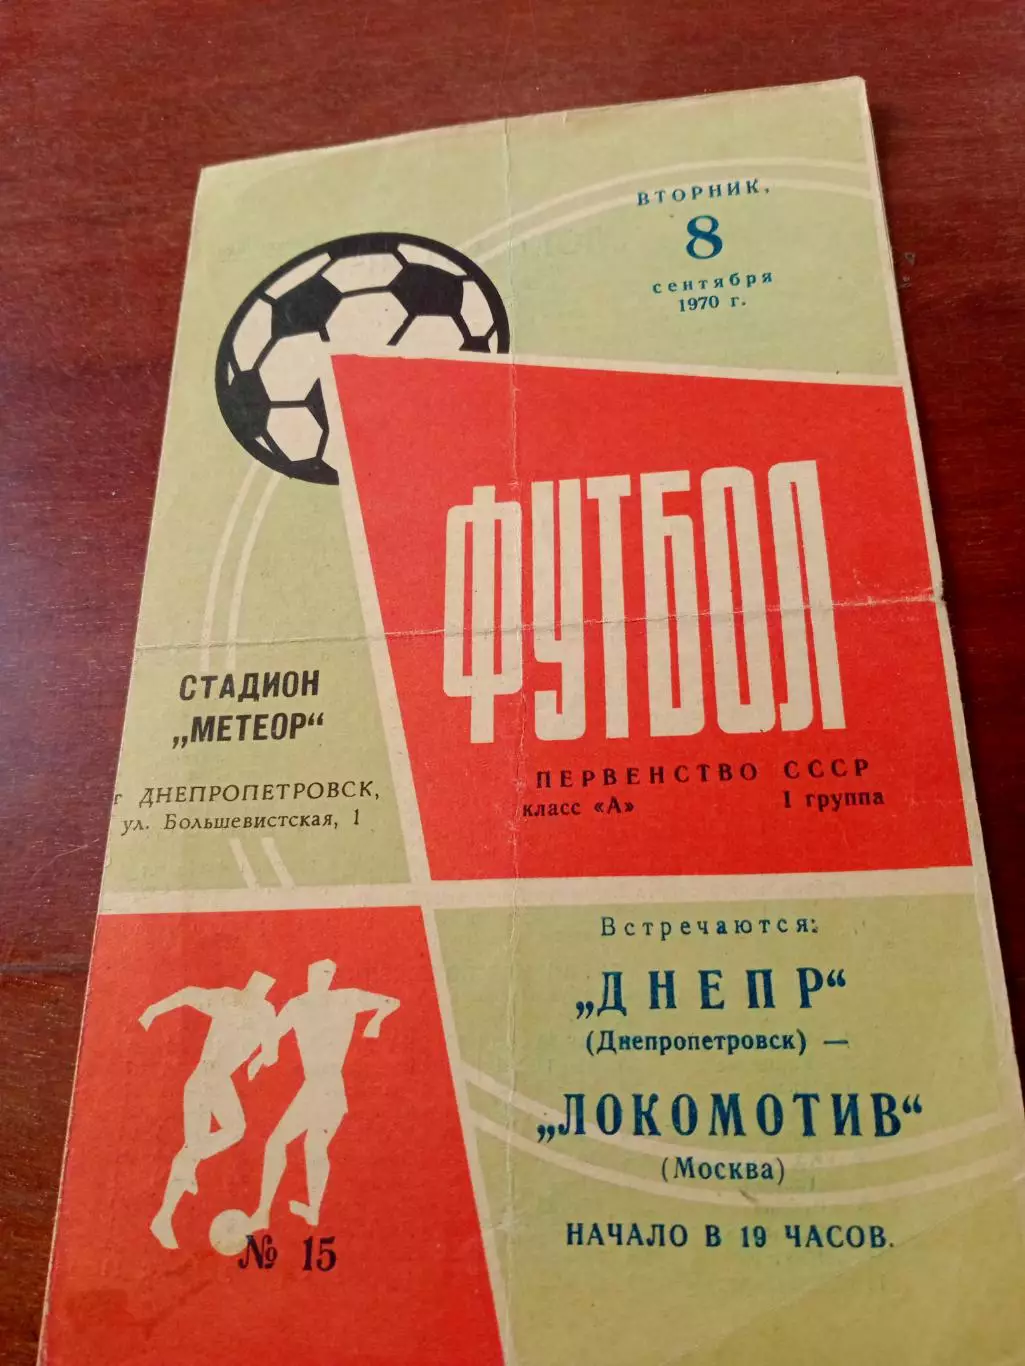 ВТОРНИК,
8
сентября
1970 г.
ФУТБОЛ
СТАДИОН
„МЕТЕОР“
г ДНЕПРОПЕТРОВСК,
ул. Большевистская, 1
ПЕРВЕНСТВО СССР
класс «А» I группа
Встречаются:
„ДНЕПР“
(Днепропетровск) —
„ЛОКОМОТИВ“
(Москва)
НАЧАЛО В 19 ЧАСОВ.
№ 15